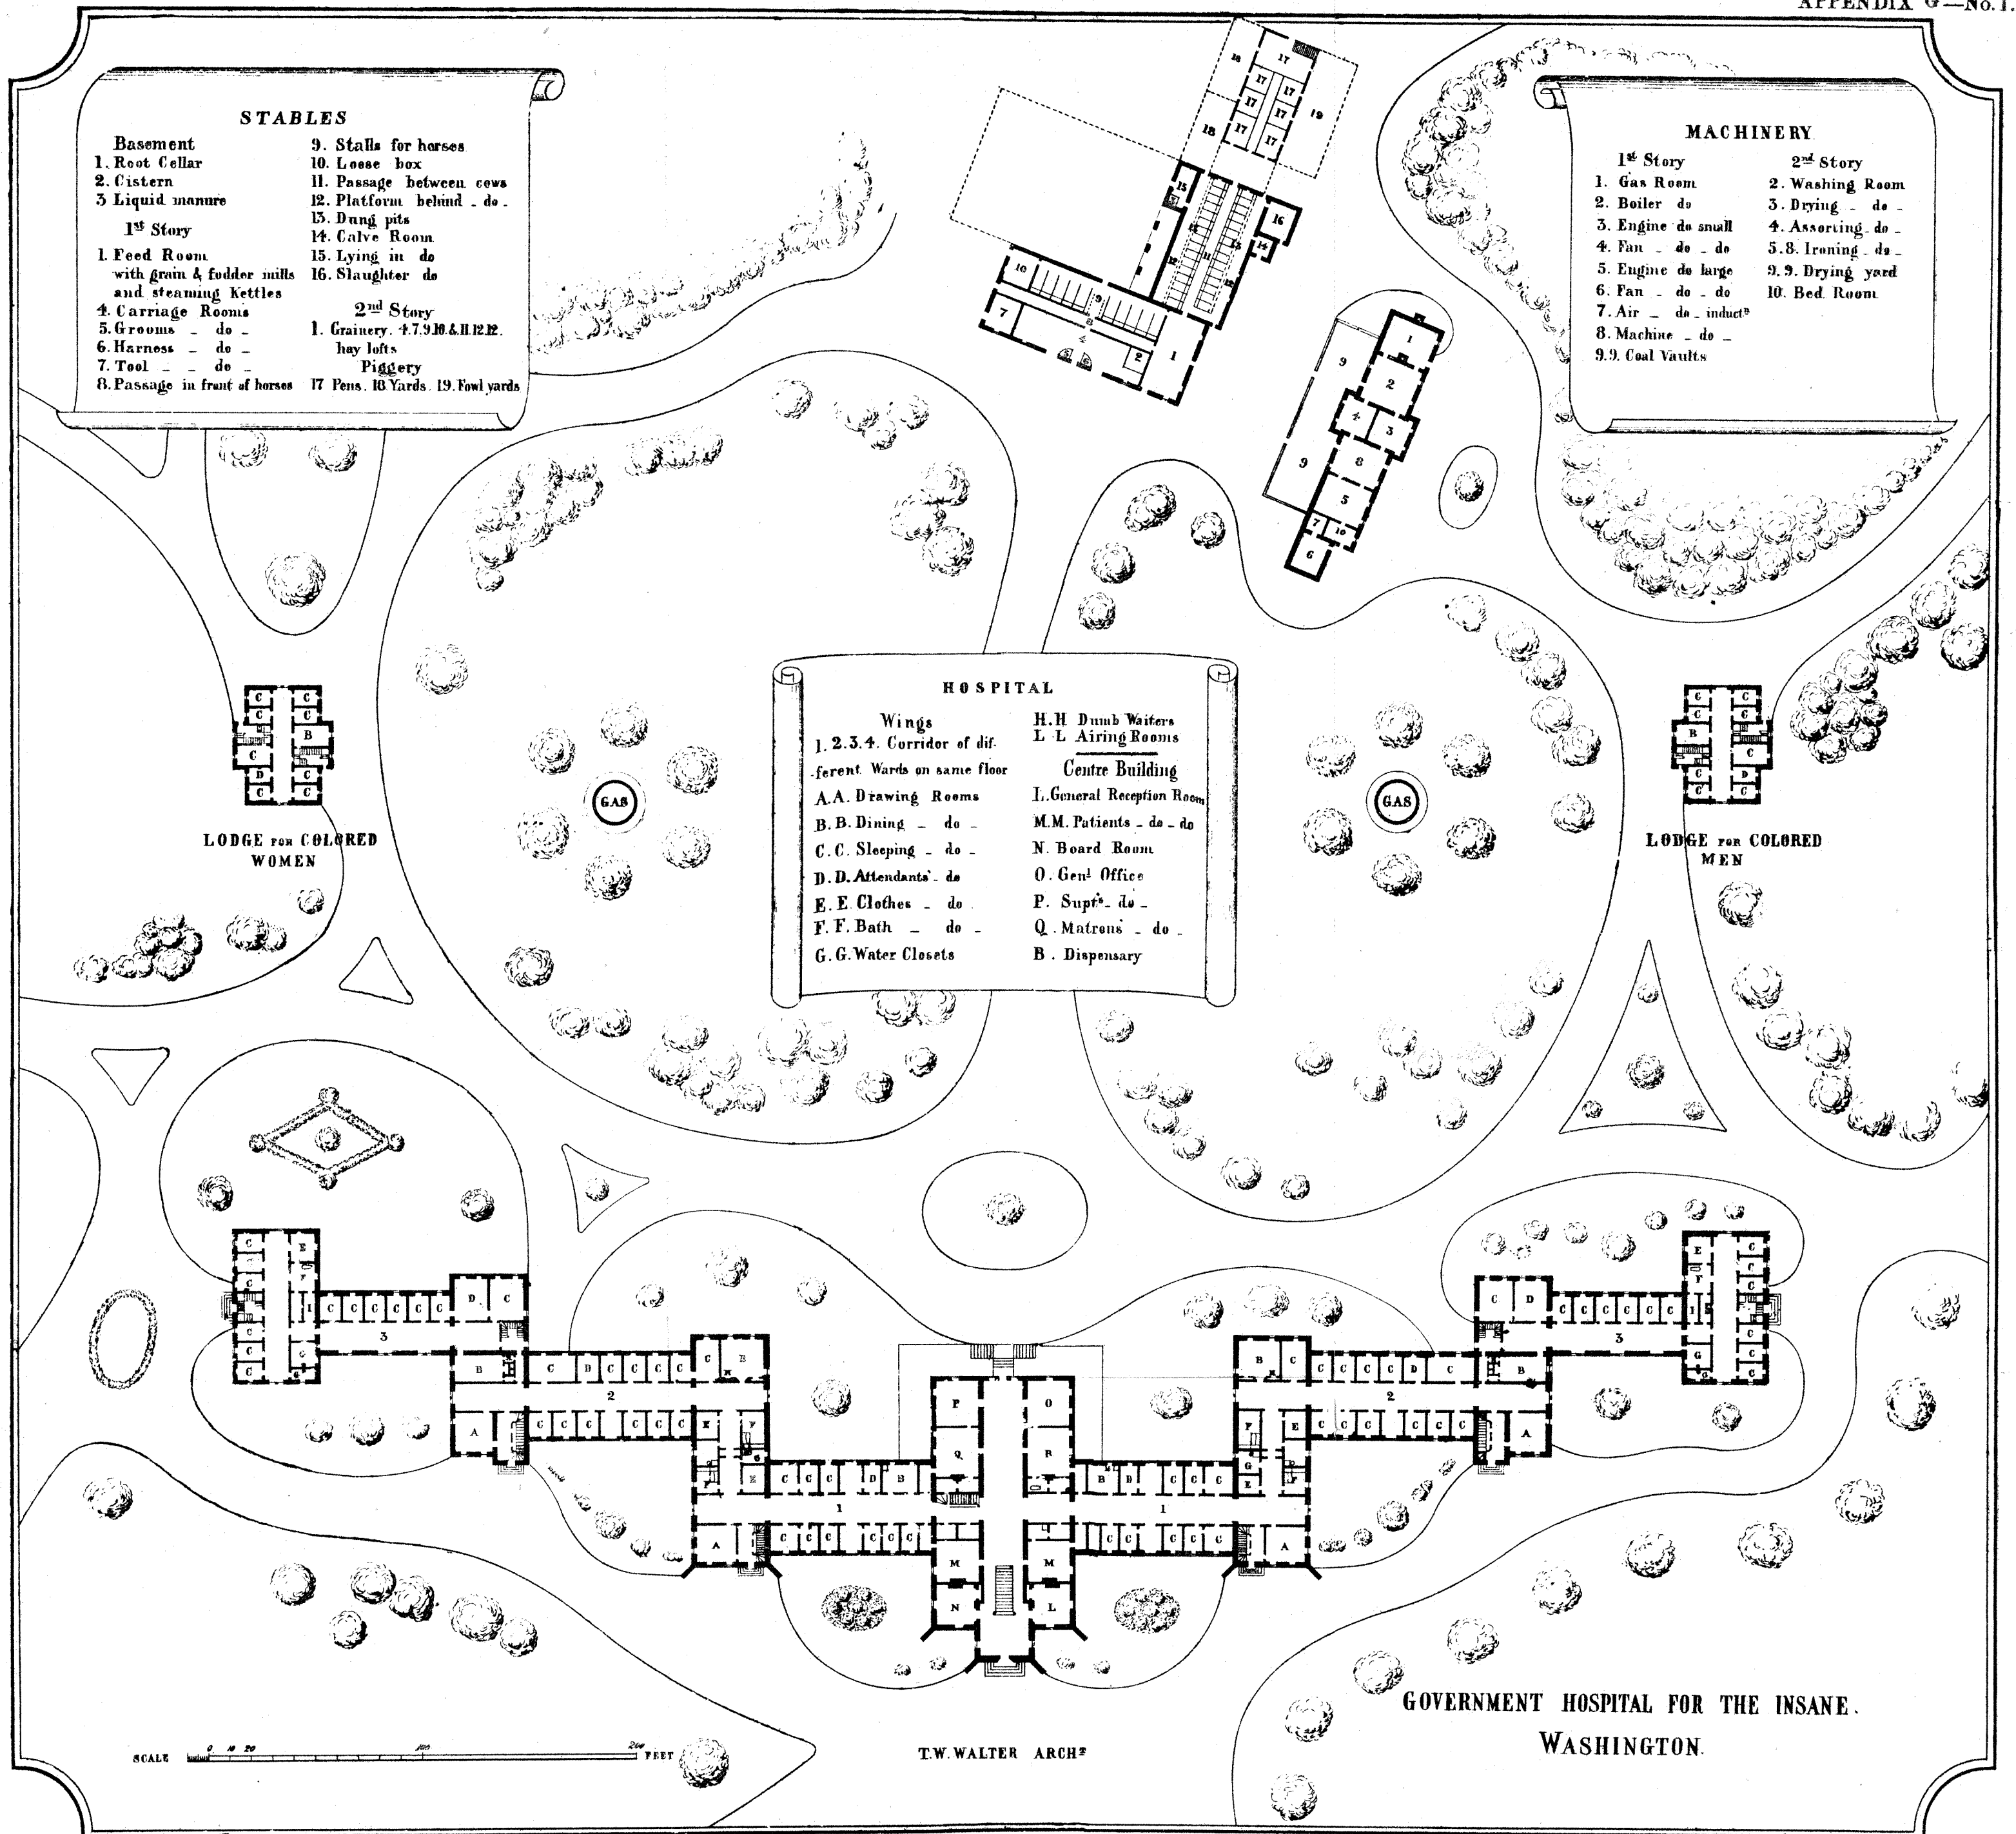 APPENDIX G—No. 1.
STABLES
Basement
1. Root Cellar
2. Cistern
3 Liquid manure
1st Story
1. Feed Room
with grain & fodder mills
and steaming Kettles
4. Carriage Rooms
5. Grooms - do -
6. Harness - do -
7. Tool - - do -
8. Passage in front of horses
9. Stalls for horses
10. Loose box
11. Passage between cows
12. Platform behind - do -
13. Dung pits
14. Calve Room
15. Lying in do
16. Slaughter do
2nd Story
1. Grainery. 4.7.9.10.&.11.12.12.
hay lofts
Piggery
17 Pens. 18 Yards. 19. Fowl yards
MACHINERY
1st Story
1. Gas Room
2. Boiler do
3. Engine do small
4. Fan - do - do
5. Engine do large
6. Fan - do - do
7. Air - do - induct.n
8. Machine - do -
9.9. Coal Vaults
2nd Story
2. Washing Room
3. Drying - do -
4. Assorting - do -
5.8. Ironing - do -
9.9. Drying yard
10. Bed Room
HOSPITAL
Wings
1. 2.3.4. Corridor of dif-
-ferent Wards on same floor
A.A. Drawing Rooms
B.B. Dining - do -
C.C. Sleeping - do -
D.D. Attendants' - do
E.E. Clothes - do
F.F. Bath - do -
G.G. Water Closets
H.H Dumb Waiters
L L Airing Rooms
Centre Building
L. General Reception Room
M.M. Patients - do - do
N. Board Room
O. Genl Office
P. Supt's - do -
Q. Matrons' - do -
B. Dispensary
GAS
GAS
LODGE FOR COLORED
WOMEN
LODGE FOR COLORED
MEN
SCALE 0 10 20 100 200 FEET
T.W. WALTER ARCHT
GOVERNMENT HOSPITAL FOR THE INSANE.
WASHINGTON.